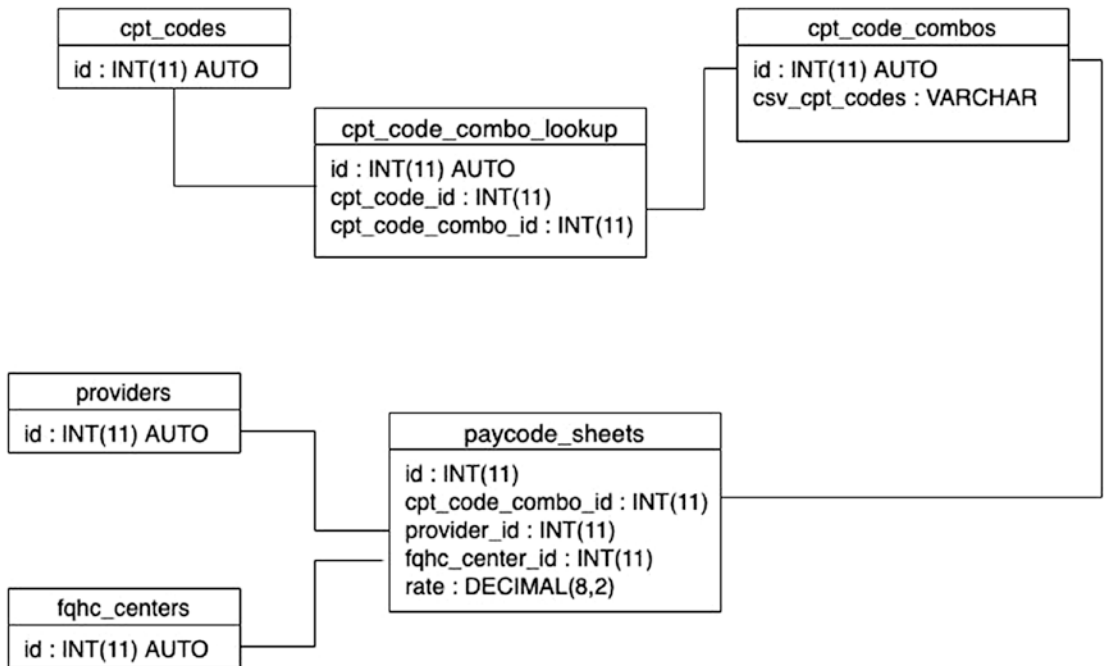 cpt_codes
id : INT(11) AUTO
cpt_code_combos
id : INT(11) AUTO
csv_cpt_codes : VARCHAR
cpt_code_combo_lookup
id : INT(11) AUTO
cpt_code_id : INT(11)
cpt_code_combo_id : INT(11)
providers
id : INT(11) AUTO
paycode_sheets
id : INT(11)
cpt_code_combo_id : INT(11)
provider_id : INT(11)
fqhc_center_id : INT(11)
rate : DECIMAL(8,2)
fqhc_centers
id : INT(11) AUTO